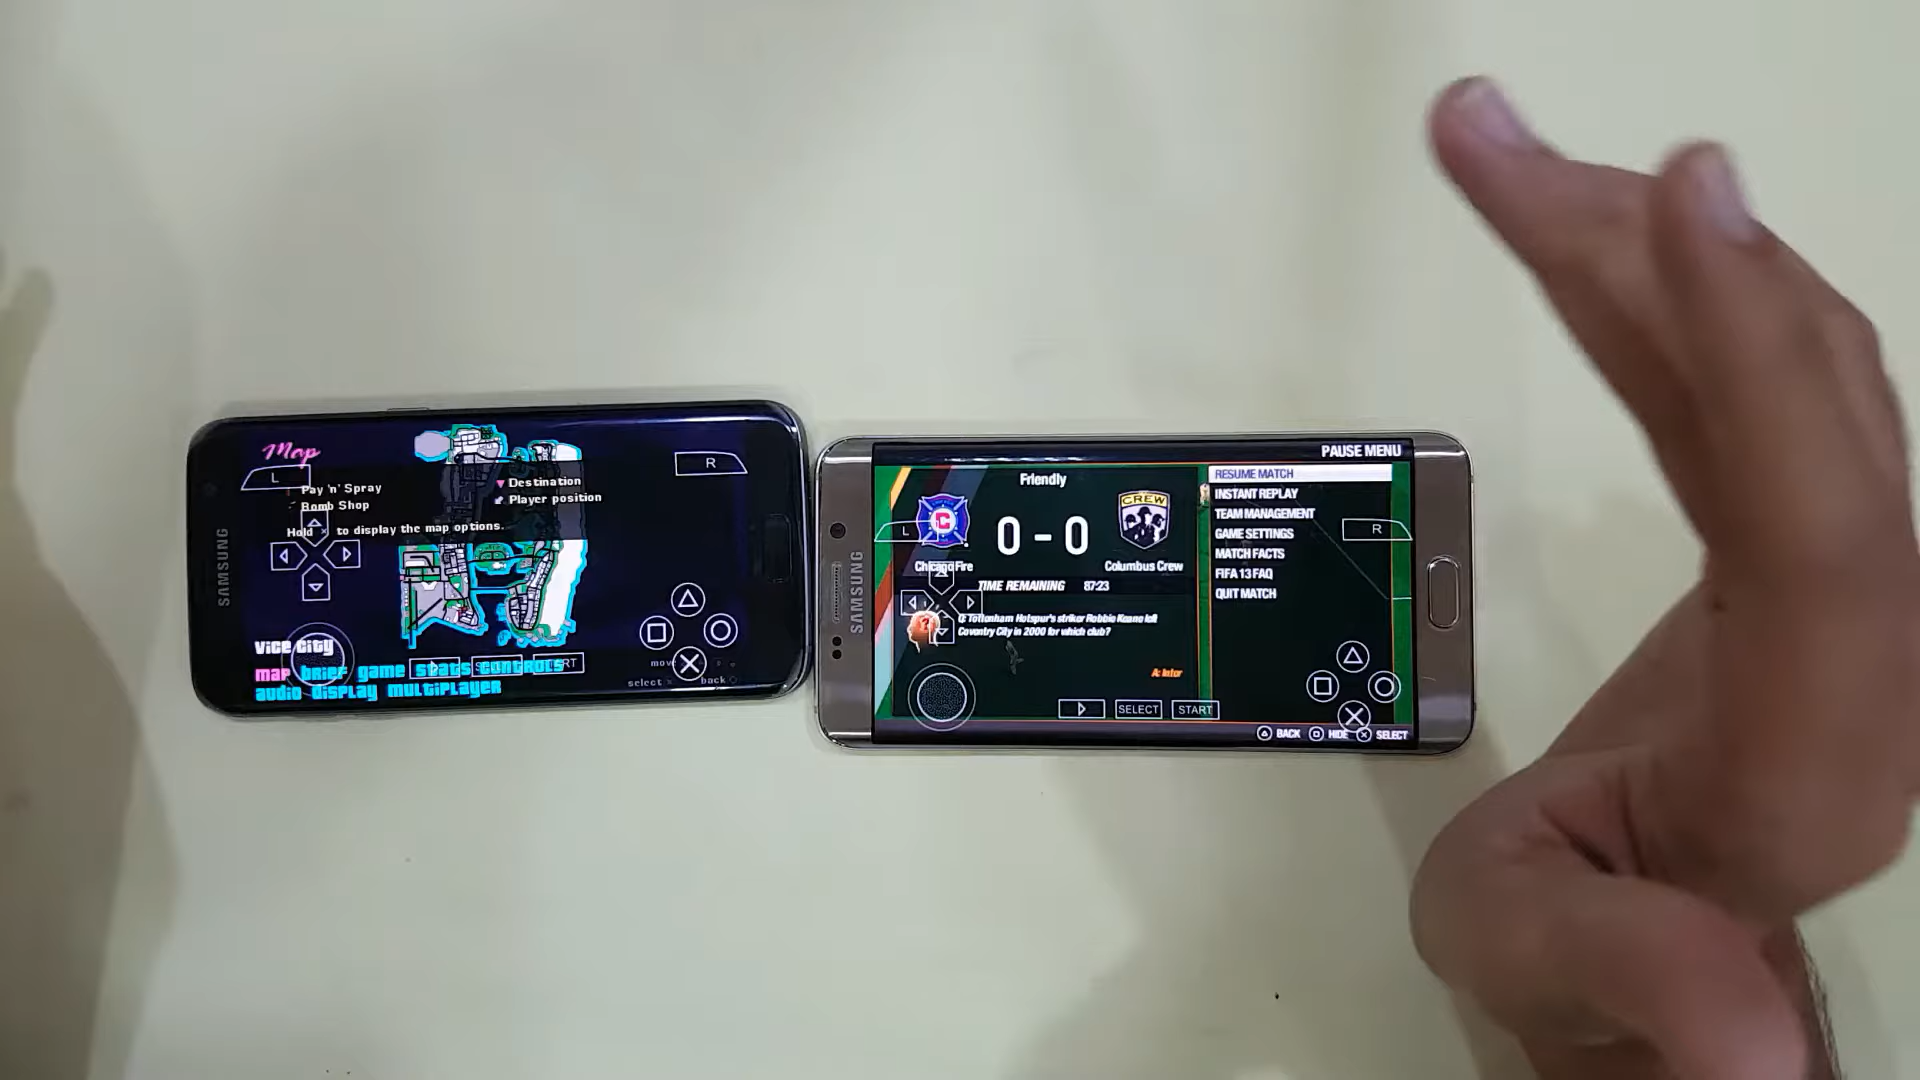 SAMSUNG
Map
L
R
Pay 'n' Spray
Bomb Shop
Destination
Player position
Hold × to display the map options.
Vice City
map brief game stats controls
audio display multiplayer
move
select
back
SAMSUNG
PAUSE MENU
Friendly
0 - 0
CREW
Chicago Fire
Columbus Crew
TIME REMAINING 87:23
Q: Tottenham Hotspur's striker Robbie Keane left
Coventry City in 2000 for which club?
A: Inter
RESUME MATCH
INSTANT REPLAY
TEAM MANAGEMENT
GAME SETTINGS
MATCH FACTS
FIFA 13 FAQ
QUIT MATCH
L
R
SELECT
START
BACK
HIDE
SELECT